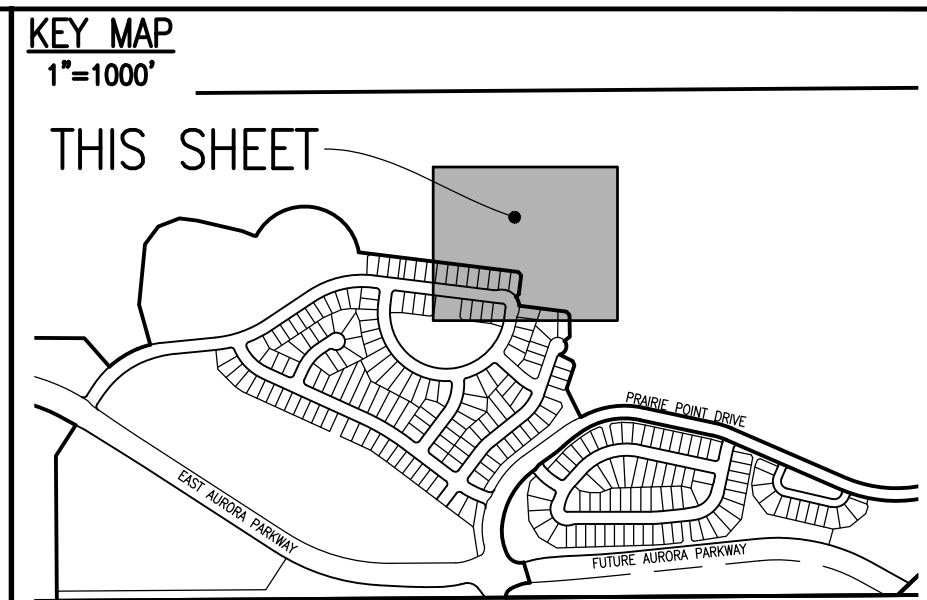 KEY MAP
1"=1000'
THIS SHEET
PRAIRIE POINT DRIVE
EAST AURORA PARKWAY
FUTURE AURORA PARKWAY